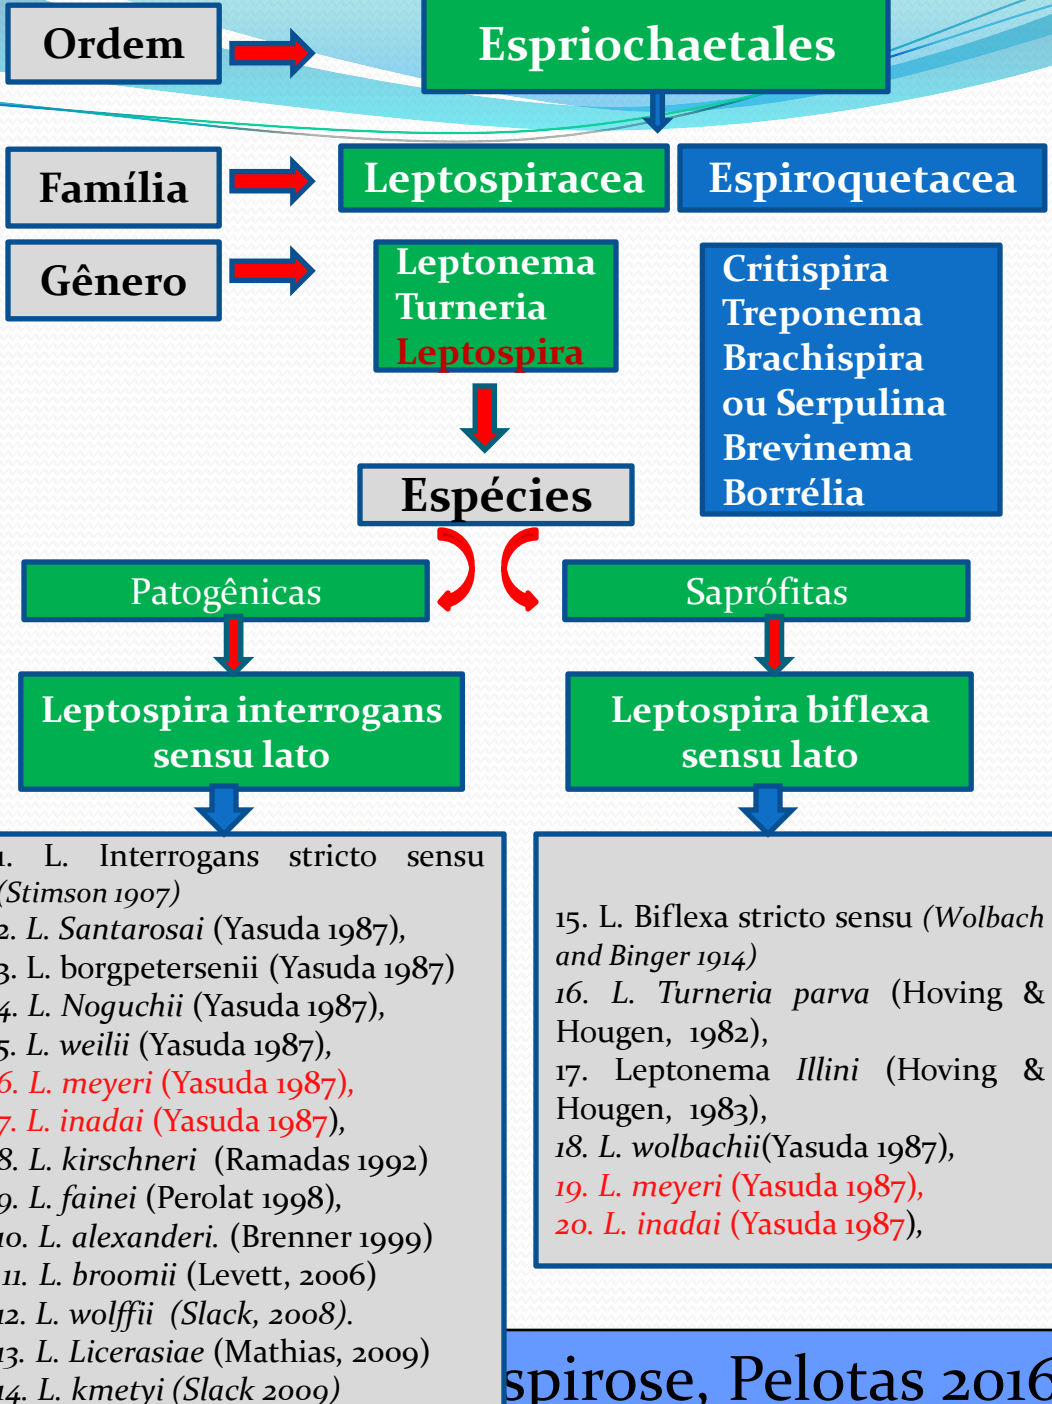 Ordem
Espriochaetales
Família
Leptospiracea
Espiroquetacea
Gênero
Leptonema
Turneria
Leptospira
Critispira
Treponema
Brachispira
ou Serpulina
Brevinema
Borrélia
Espécies
Patogênicas
Saprófitas
Leptospira interrogans
sensu lato
Leptospira biflexa
sensu lato
1. L. Interrogans stricto sensu
(Stimson 1907)
2. L. Santarosai (Yasuda 1987),
3. L. borgpetersenii (Yasuda 1987)
4. L. Noguchii (Yasuda 1987),
5. L. weilii (Yasuda 1987),
6. L. meyeri (Yasuda 1987),
7. L. inadai (Yasuda 1987),
8. L. kirschneri (Ramadas 1992)
9. L. fainei (Perolat 1998),
10. L. alexanderi. (Brenner 1999)
11. L. broomii (Levett, 2006)
12. L. wolffii (Slack, 2008).
13. L. Licerasiae (Mathias, 2009)
14. L. kmetyi (Slack 2009)
15. L. Biflexa stricto sensu (Wolbach
and Binger 1914)
16. L. Turneria parva (Hoving &
Hougen, 1982),
17. Leptonema Illini (Hoving &
Hougen, 1983),
18. L. wolbachii(Yasuda 1987),
19. L. meyeri (Yasuda 1987),
20. L. inadai (Yasuda 1987),
spirose, Pelotas 2016